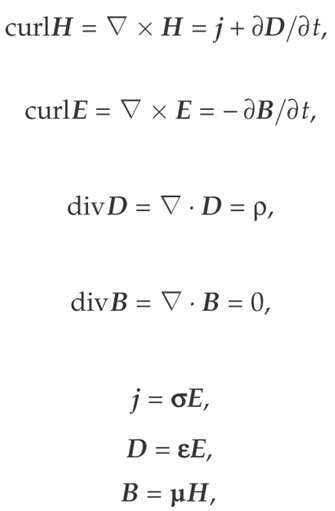 curlH = ∇ × H = j + ∂D/∂t,
curlE = ∇ × E = − ∂B/∂t,
divD = ∇ · D = ρ,
divB = ∇ · B = 0,
j = σE,
D = εE,
B = μH,